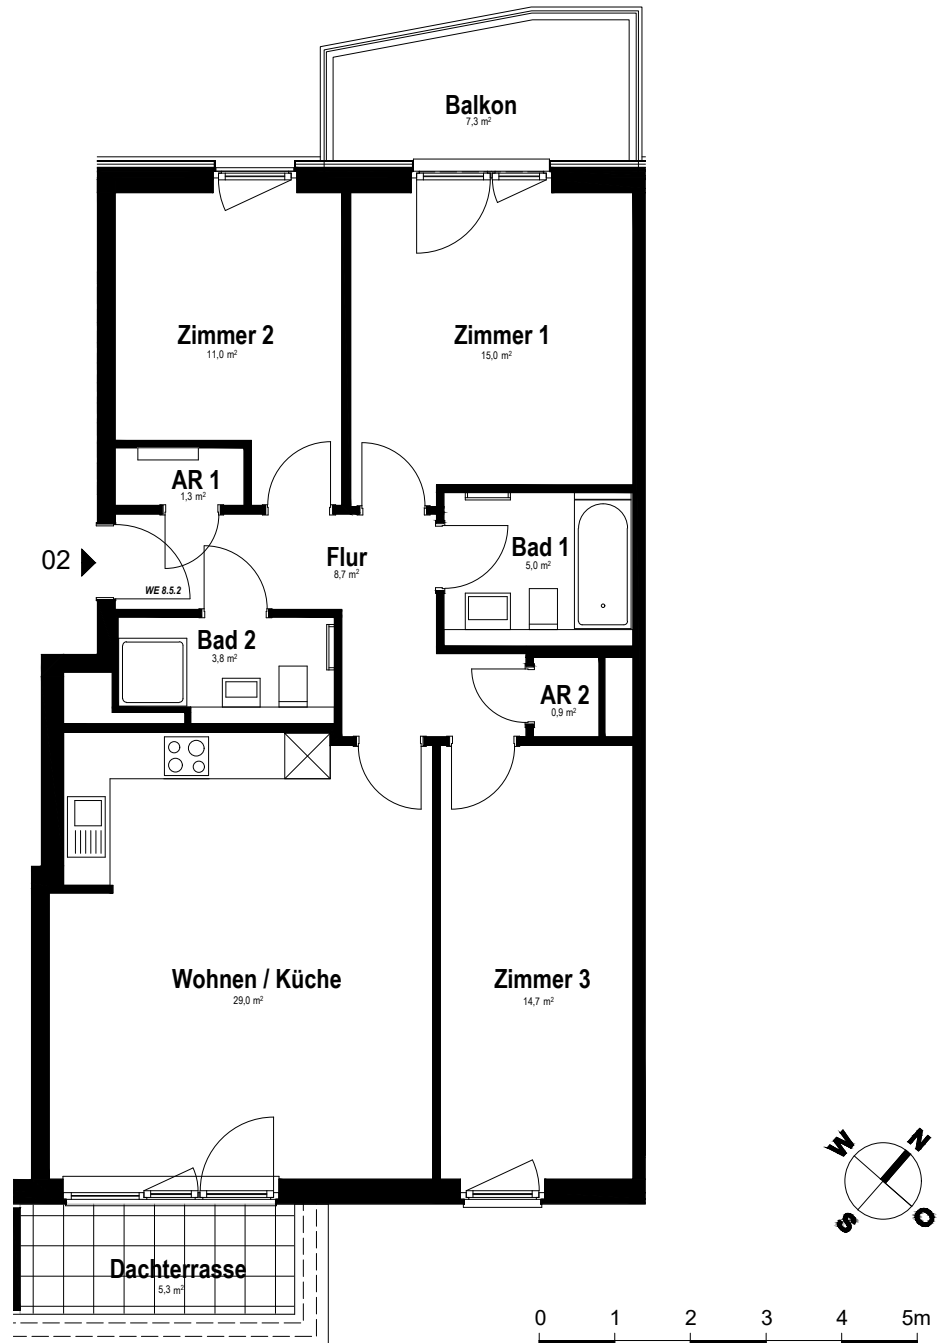 Balkon
7,3 m²
Zimmer 2
11,0 m²
Zimmer 1
15,0 m²
AR 1
1,3 m²
02
Flur
8,7 m²
Bad 1
5,0 m²
WE 8.5.2
Bad 2
3,8 m²
AR 2
0,9 m²
Wohnen / Küche
29,0 m²
Zimmer 3
14,7 m²
W N
S O
Dachterrasse
5,3 m²
0 1 2 3 4 5m